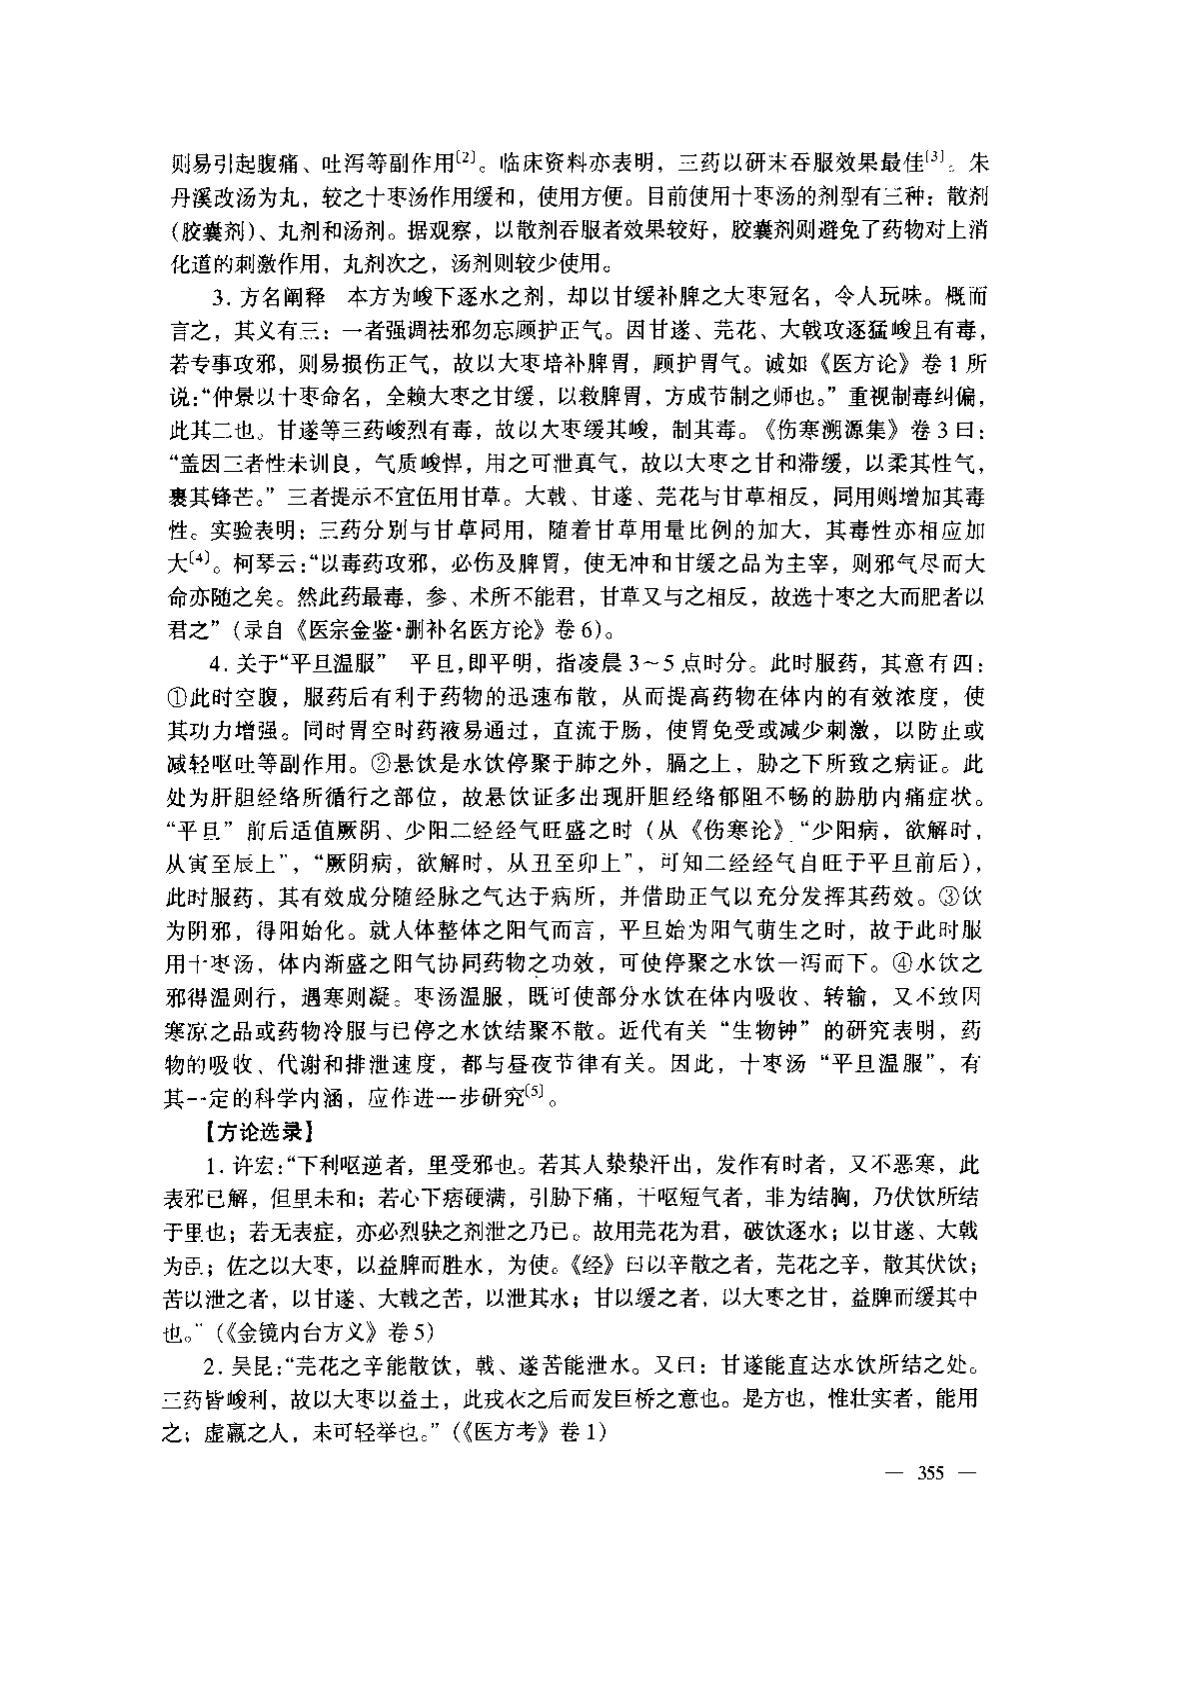 则易引起腹痛、吐泻等副作用〔2〕。临床资料亦表明，三药以研末吞服效果最佳〔3〕。朱
丹溪改汤为丸，较之十枣汤作用缓和，使用方便。目前使用十枣汤的剂型有三种：散剂
（胶囊剂）、丸剂和汤剂。据观察，以散剂吞服者效果较好，胶囊剂则避免了药物对上消
化道的刺激作用，丸剂次之，汤剂则较少使用。
3. 方名阐释　本方为峻下逐水之剂，却以甘缓补脾之大枣冠名，令人玩味。概而
言之，其义有三：一者强调祛邪勿忘顾护正气。因甘遂、芫花、大戟攻逐猛峻且有毒，
若专事攻邪，则易损伤正气，故以大枣培补脾胃，顾护胃气。诚如《医方论》卷 1 所
说：“仲景以十枣命名，全赖大枣之甘缓，以救脾胃，方成节制之师也。”重视制毒纠偏，
此其二也。甘遂等三药峻烈有毒，故以大枣缓其峻，制其毒。《伤寒溯源集》卷 3 曰：
“盖因三者性未训良，气质峻悍，用之可泄真气，故以大枣之甘和滞缓，以柔其性气，
裹其锋芒。”三者提示不宜伍用甘草。大戟、甘遂、芫花与甘草相反，同用则增加其毒
性。实验表明：三药分别与甘草同用，随着甘草用量比例的加大，其毒性亦相应加
大〔4〕。柯琴云：“以毒药攻邪，必伤及脾胃，使无冲和甘缓之品为主宰，则邪气尽而大
命亦随之矣。然此药最毒，参、术所不能君，甘草又与之相反，故选十枣之大而肥者以
君之”（录自《医宗金鉴·删补名医方论》卷 6）。
4. 关于“平旦温服”　平旦，即平明，指凌晨 3～5 点时分。此时服药，其意有四：
①此时空腹，服药后有利于药物的迅速布散，从而提高药物在体内的有效浓度，使
其功力增强。同时胃空时药液易通过，直流于肠，使胃免受或减少刺激，以防止或
减轻呕吐等副作用。②悬饮是水饮停聚于肺之外，膈之上，胁之下所致之病证。此
处为肝胆经络所循行之部位，故悬饮证多出现肝胆经络郁阻不畅的胁肋内痛症状。
“平旦”前后适值厥阴、少阳二经经气旺盛之时（从《伤寒论》“少阳病，欲解时，
从寅至辰上”，“厥阴病，欲解时，从丑至卯上”，可知二经经气自旺于平旦前后），
此时服药，其有效成分随经脉之气达于病所，并借助正气以充分发挥其药效。③饮
为阴邪，得阳始化。就人体整体之阳气而言，平旦始为阳气萌生之时，故于此时服
用十枣汤，体内渐盛之阳气协同药物之功效，可使停聚之水饮一泻而下。④水饮之
邪得温则行，遇寒则凝。枣汤温服，既可使部分水饮在体内吸收、转输，又不致因
寒凉之品或药物冷服与已停之水饮结聚不散。近代有关“生物钟”的研究表明，药
物的吸收、代谢和排泄速度，都与昼夜节律有关。因此，十枣汤“平旦温服”，有
其一定的科学内涵，应作进一步研究〔5〕。
【方论选录】
1. 许宏：“下利呕逆者，里受邪也。若其人漐漐汗出，发作有时者，又不恶寒，此
表邪已解，但里未和；若心下痞硬满，引胁下痛，干呕短气者，非为结胸，乃伏饮所结
于里也；若无表症，亦必烈驶之剂泄之乃已。故用芫花为君，破饮逐水；以甘遂、大戟
为臣；佐之以大枣，以益脾而胜水，为使。《经》曰以辛散之者，芫花之辛，散其伏饮；
苦以泄之者，以甘遂、大戟之苦，以泄其水；甘以缓之者，以大枣之甘，益脾而缓其中
也。”（《金镜内台方义》卷 5）
2. 吴昆：“芫花之辛能散饮，戟、遂苦能泄水。又曰：甘遂能直达水饮所结之处。
三药皆峻利，故以大枣以益土，此戎衣之后而发巨桥之意也。是方也，惟壮实者，能用
之；虚羸之人，未可轻举也。”（《医方考》卷 1）
— 355 —